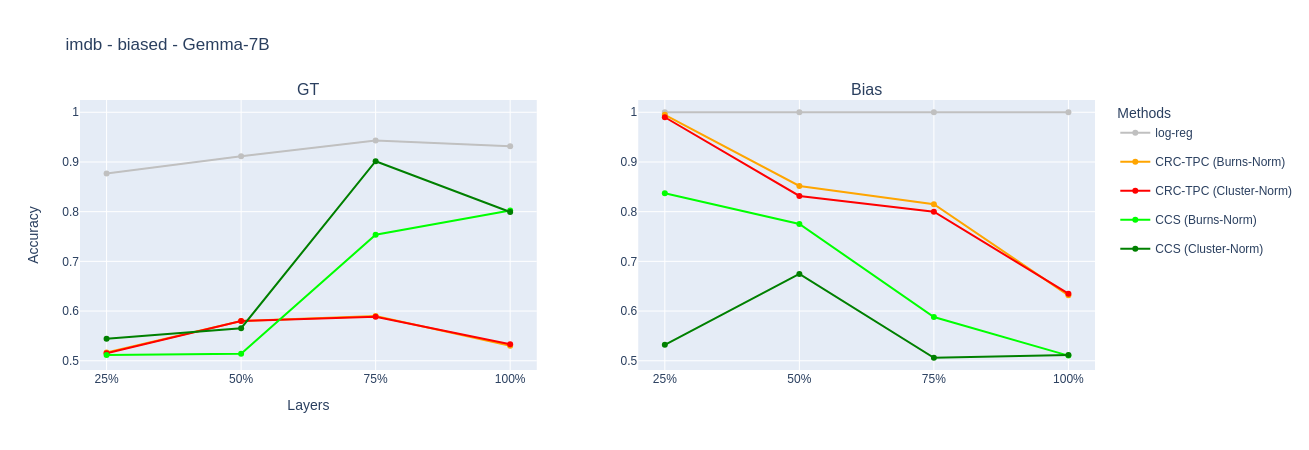 imdb - biased - Gemma-7B
GT
Accuracy
1
0.9
0.8
0.7
0.6
0.5
25% 50% 75% 100%
Layers
Bias
1
0.9
0.8
0.7
0.6
0.5
25% 50% 75% 100%
Methods
log-reg
CRC-TPC (Burns-Norm)
CRC-TPC (Cluster-Norm)
CCS (Burns-Norm)
CCS (Cluster-Norm)